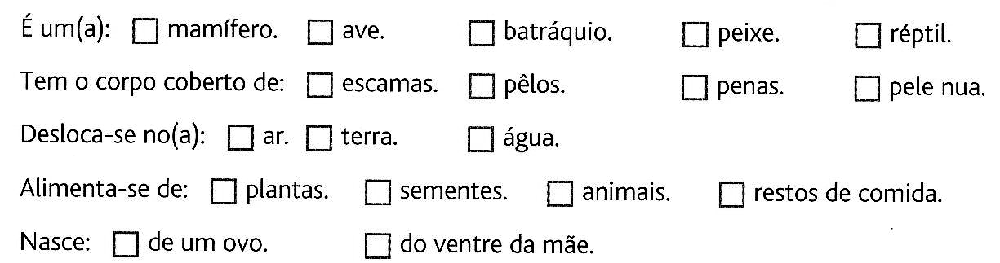 É um(a): ☐ mamífero. ☐ ave. ☐ batráquio. ☐ peixe. ☐ réptil.
Tem o corpo coberto de: ☐ escamas. ☐ pêlos. ☐ penas. ☐ pele nua.
Desloca-se no(a): ☐ ar. ☐ terra. ☐ água.
Alimenta-se de: ☐ plantas. ☐ sementes. ☐ animais. ☐ restos de comida.
Nasce: ☐ de um ovo. ☐ do ventre da mãe.